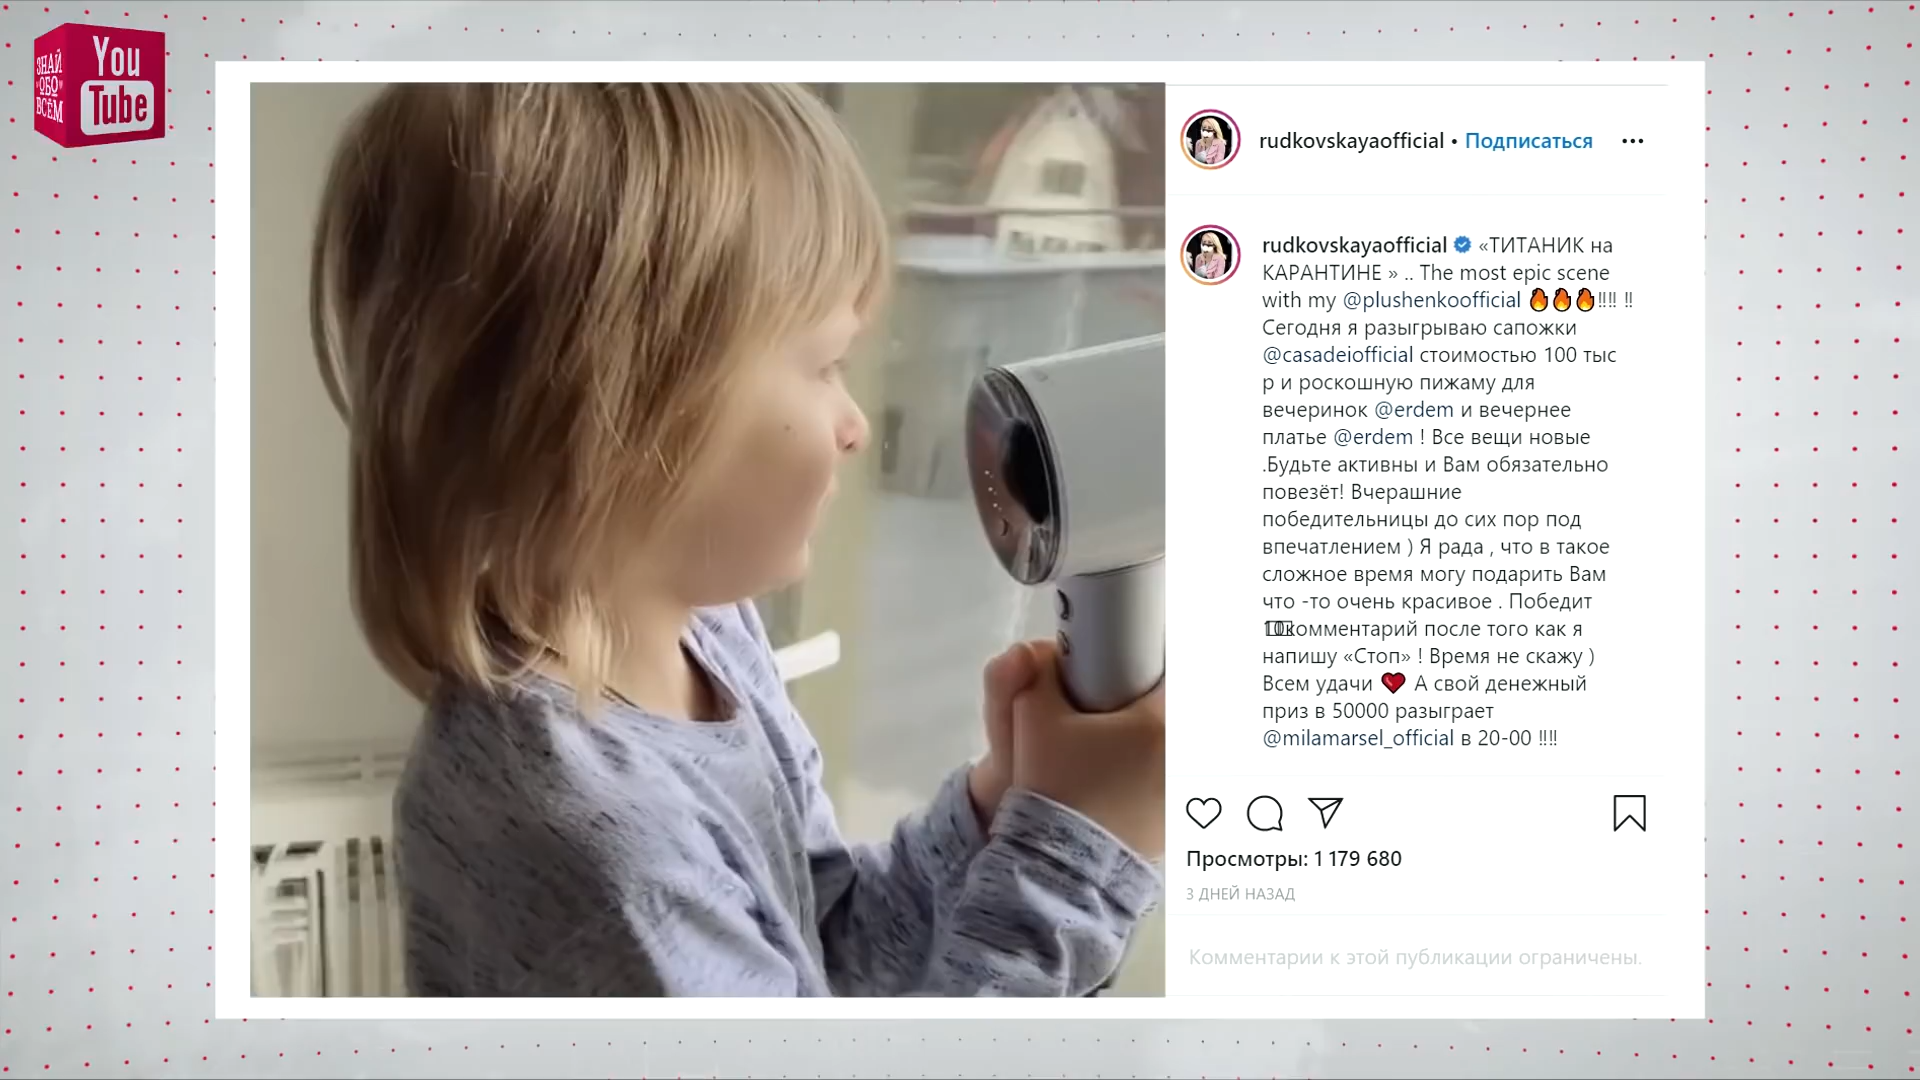 ЗНАЙ
ОБО
ВСЁМ
You
Tube
rudkovskayaofficial • Подписаться
rudkovskayaofficial «ТИТАНИК на
КАРАНТИНЕ » .. The most epic scene
with my @plushenkoofficial 🔥🔥🔥!!!! !!
Сегодня я разыгрываю сапожки
@casadeiofficial стоимостью 100 тыс
р и роскошную пижаму для
вечеринок @erdem и вечернее
платье @erdem ! Все вещи новые
.Будьте активны и Вам обязательно
повезёт! Вчерашние
победительницы до сих пор под
впечатлением ) Я рада , что в такое
сложное время могу подарить Вам
что -то очень красивое . Победит
10комментарий после того как я
напишу «Стоп» ! Время не скажу )
Всем удачи ❤️ А свой денежный
приз в 50000 разыграет
@milamarsel_official в 20-00 !!!!
Просмотры: 1 179 680
3 ДНЕЙ НАЗАД
Комментарии к этой публикации ограничены.